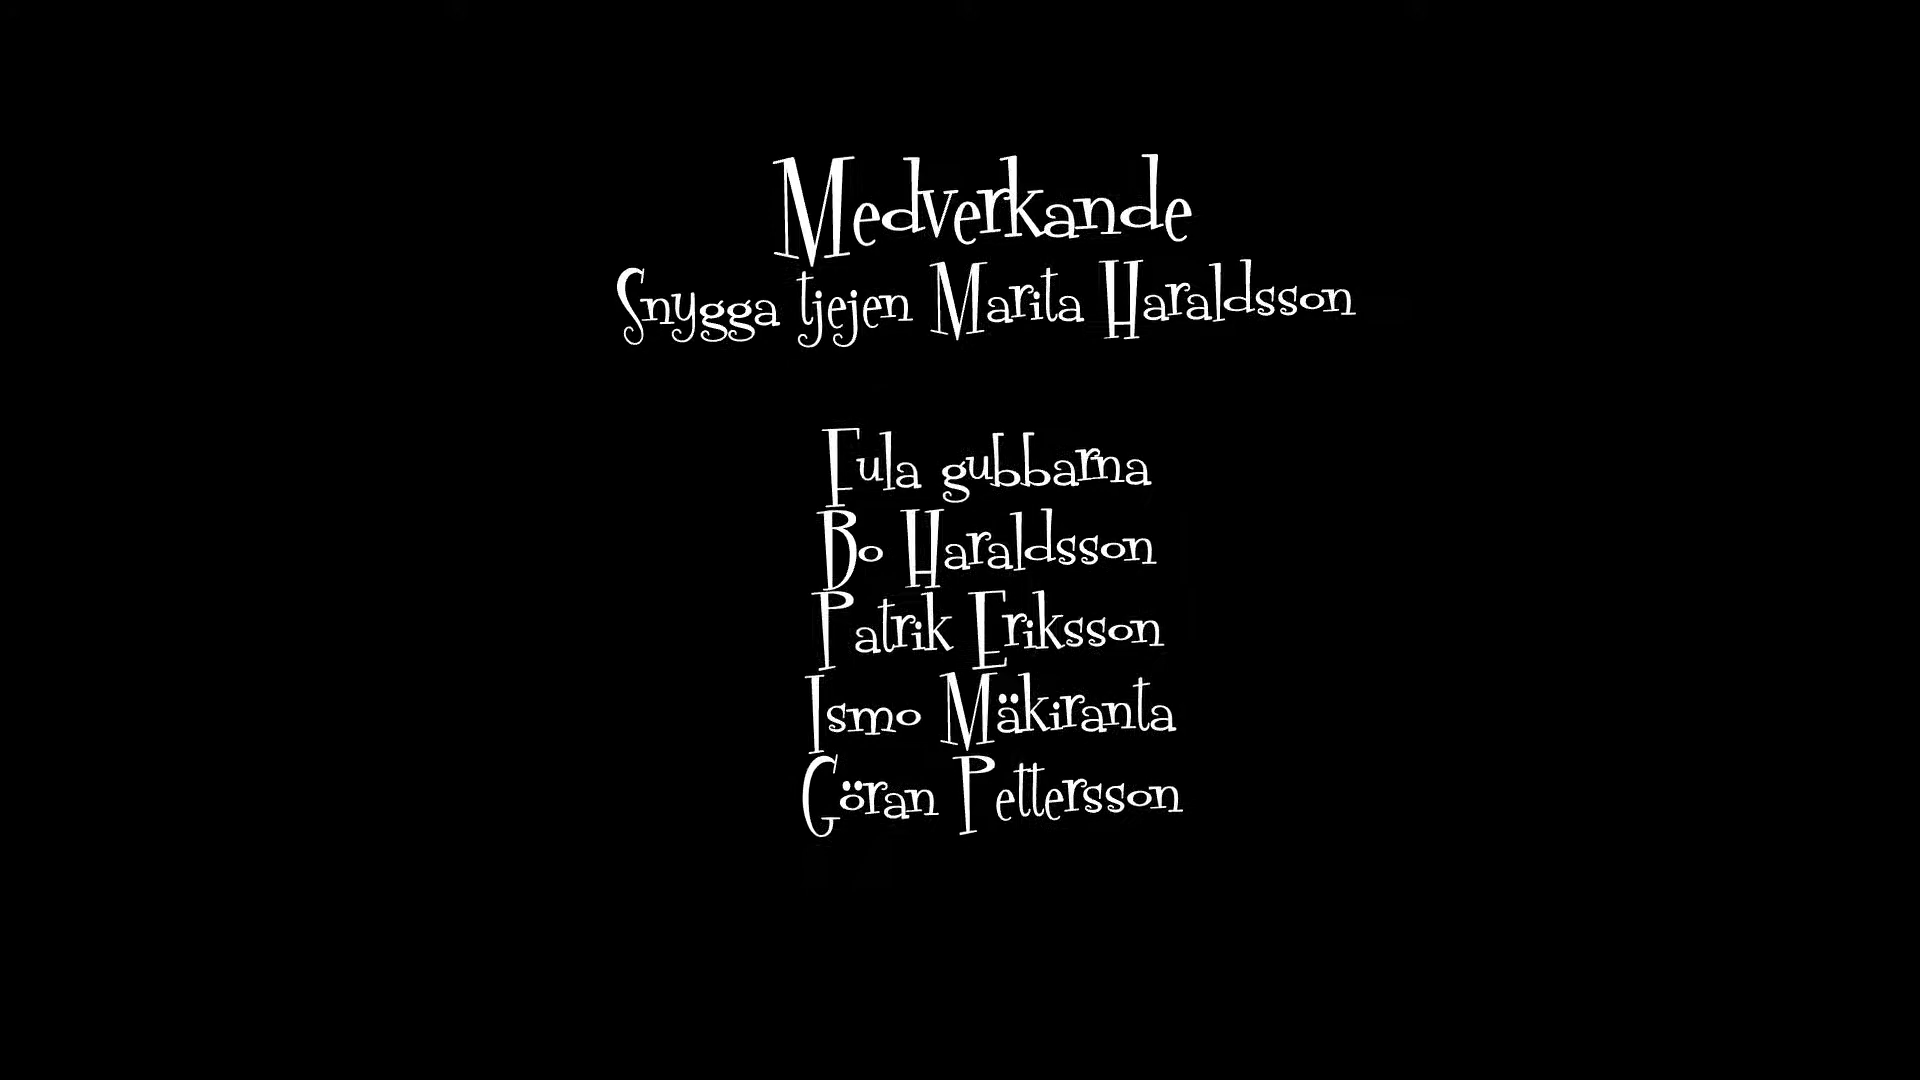 Medverkande
Snygga tjejen Marita Haraldsson
Fula gubbarna
Bo Haraldsson
Patrik Eriksson
Ismo Mäkiranta
Göran Pettersson